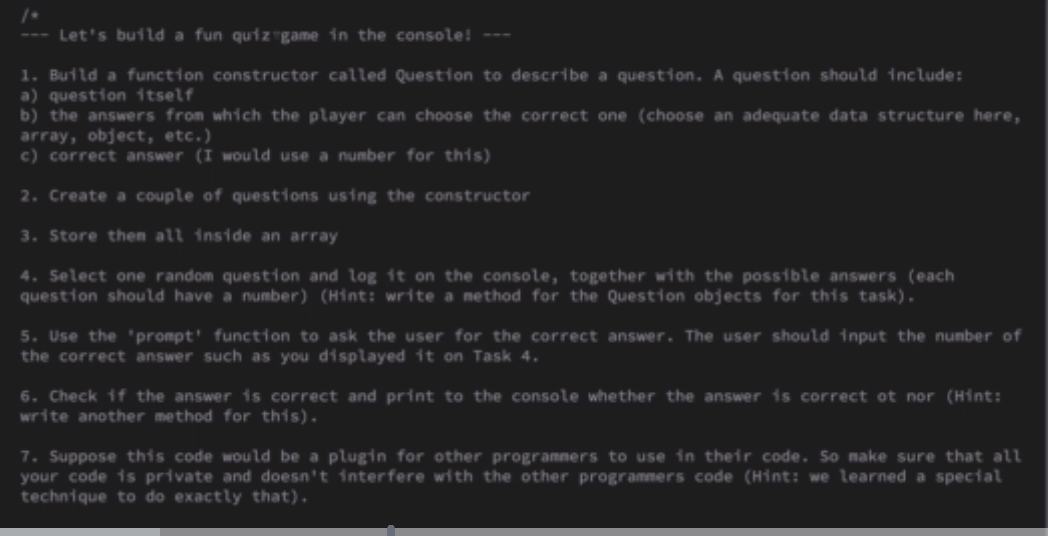 /*
--- Let's build a fun quiz game in the console! ---
1. Build a function constructor called Question to describe a question. A question should include:
a) question itself
b) the answers from which the player can choose the correct one (choose an adequate data structure here,
array, object, etc.)
c) correct answer (I would use a number for this)
2. Create a couple of questions using the constructor
3. Store them all inside an array
4. Select one random question and log it on the console, together with the possible answers (each
question should have a number) (Hint: write a method for the Question objects for this task).
5. Use the 'prompt' function to ask the user for the correct answer. The user should input the number of
the correct answer such as you displayed it on Task 4.
6. Check if the answer is correct and print to the console whether the answer is correct ot nor (Hint:
write another method for this).
7. Suppose this code would be a plugin for other programmers to use in their code. So make sure that all
your code is private and doesn't interfere with the other programmers code (Hint: we learned a special
technique to do exactly that).